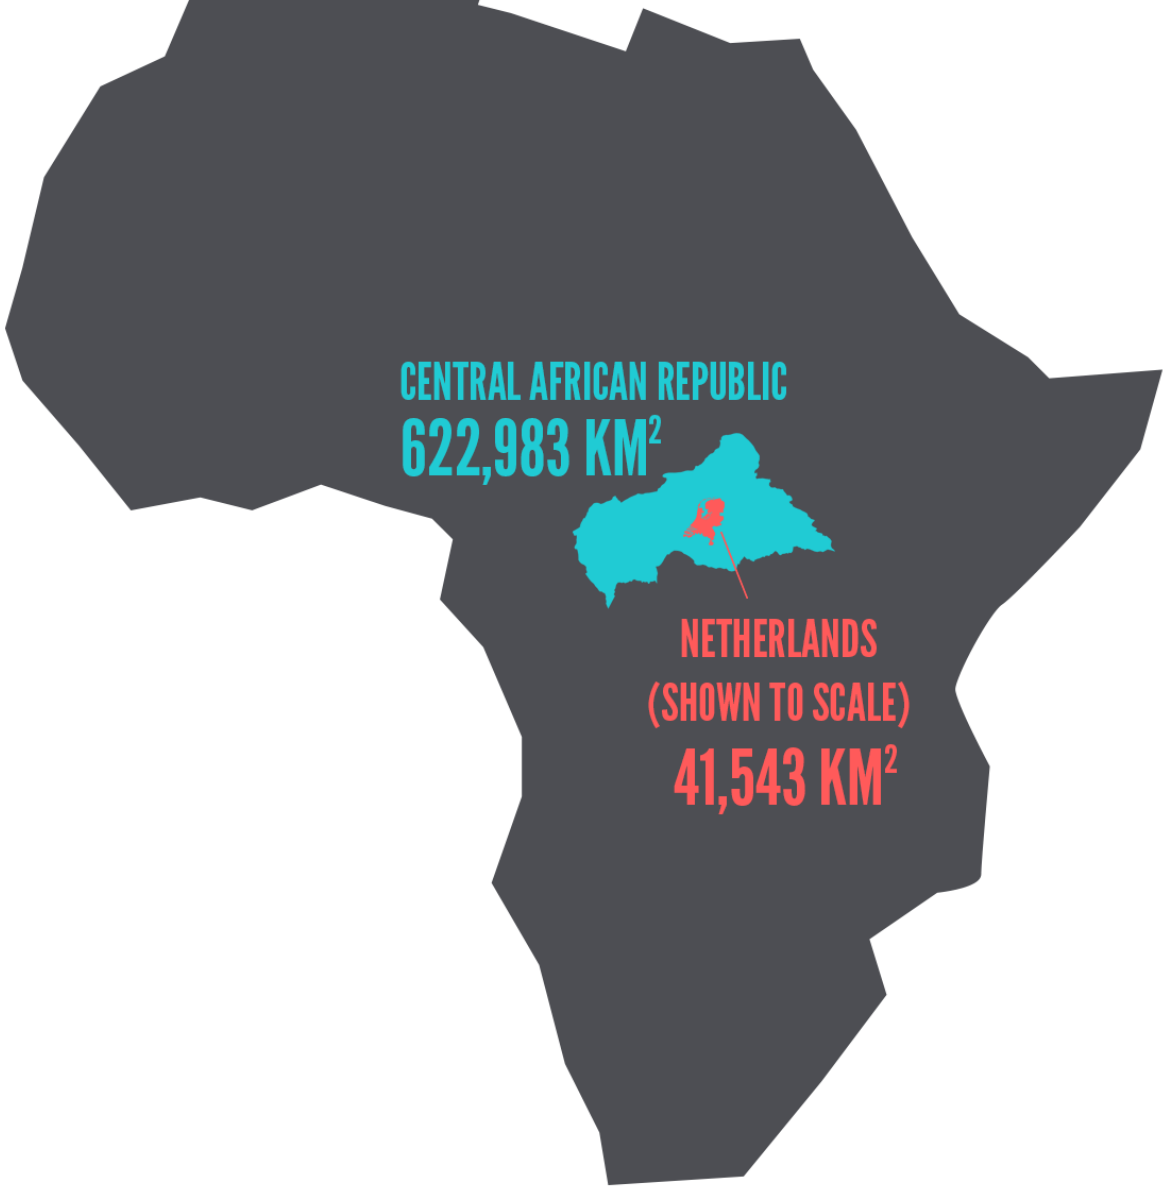 CENTRAL AFRICAN REPUBLIC
622,983 KM²
NETHERLANDS
(SHOWN TO SCALE)
41,543 KM²